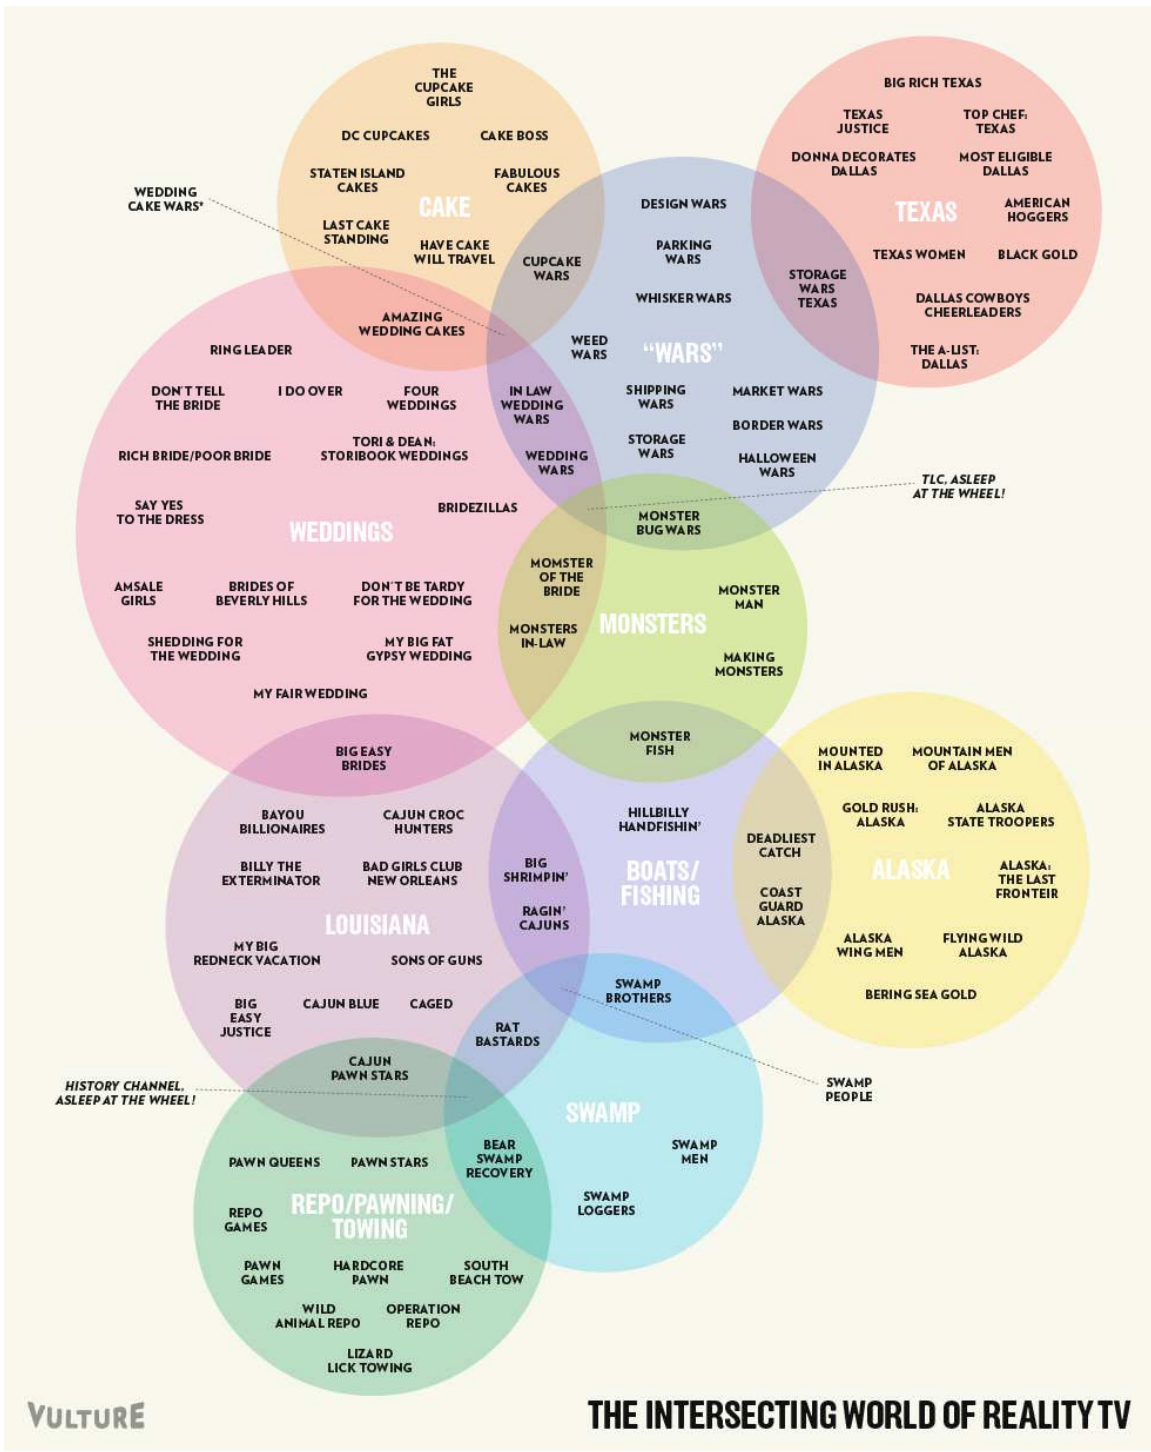 THE
CUPCAKE
GIRLS
DC CUPCAKES
CAKE BOSS
STATEN ISLAND
CAKES
FABULOUS
CAKES
CAKE
LAST CAKE
STANDING
HAVE CAKE
WILL TRAVEL
CUPCAKE
WARS
AMAZING
WEDDING CAKES
WEDDING
CAKE WARS*
BIG RICH TEXAS
TEXAS
JUSTICE
TOP CHEF:
TEXAS
DONNA DECORATES
DALLAS
MOST ELIGIBLE
DALLAS
TEXAS
AMERICAN
HOGGERS
TEXAS WOMEN
BLACK GOLD
STORAGE
WARS
TEXAS
DALLAS COWBOYS
CHEERLEADERS
THE A-LIST:
DALLAS
DESIGN WARS
PARKING
WARS
WHISKER WARS
WEED
WARS
“WARS”
SHIPPING
WARS
MARKET WARS
BORDER WARS
STORAGE
WARS
HALLOWEEN
WARS
IN LAW
WEDDING
WARS
WEDDING
WARS
TLC, ASLEEP
AT THE WHEEL!
MONSTER
BUG WARS
RING LEADER
DON'T TELL
THE BRIDE
I DO OVER
FOUR
WEDDINGS
RICH BRIDE/POOR BRIDE
TORI & DEAN:
STORIBOOK WEDDINGS
SAY YES
TO THE DRESS
BRIDEZILLAS
WEDDINGS
AMSALE
GIRLS
BRIDES OF
BEVERLY HILLS
DON'T BE TARDY
FOR THE WEDDING
SHEDDING FOR
THE WEDDING
MY BIG FAT
GYPSY WEDDING
MY FAIR WEDDING
MOMSTER
OF THE
BRIDE
MONSTERS
IN-LAW
MONSTERS
MONSTER
MAN
MAKING
MONSTERS
MONSTER
FISH
BIG EASY
BRIDES
BAYOU
BILLIONAIRES
CAJUN CROC
HUNTERS
BILLY THE
EXTERMINATOR
BAD GIRLS CLUB
NEW ORLEANS
LOUISIANA
MY BIG
REDNECK VACATION
SONS OF GUNS
BIG
EASY
JUSTICE
CAJUN BLUE
CAGED
BIG
SHRIMPIN'
RAGIN'
CAJUNS
HILLBILLY
HANDFISHIN'
BOATS/
FISHING
DEADLIEST
CATCH
COAST
GUARD
ALASKA
MOUNTED
IN ALASKA
MOUNTAIN MEN
OF ALASKA
GOLD RUSH:
ALASKA
ALASKA
STATE TROOPERS
ALASKA
ALASKA:
THE LAST
FRONTEIR
ALASKA
WING MEN
FLYING WILD
ALASKA
BERING SEA GOLD
SWAMP
BROTHERS
RAT
BASTARDS
SWAMP
PEOPLE
CAJUN
PAWN STARS
HISTORY CHANNEL,
ASLEEP AT THE WHEEL!
SWAMP
BEAR
SWAMP
RECOVERY
SWAMP
MEN
SWAMP
LOGGERS
PAWN QUEENS
PAWN STARS
REPO
GAMES
REPO/PAWNING/
TOWING
PAWN
GAMES
HARDCORE
PAWN
SOUTH
BEACH TOW
WILD
ANIMAL REPO
OPERATION
REPO
LIZARD
LICK TOWING
VULTURE
THE INTERSECTING WORLD OF REALITY TV